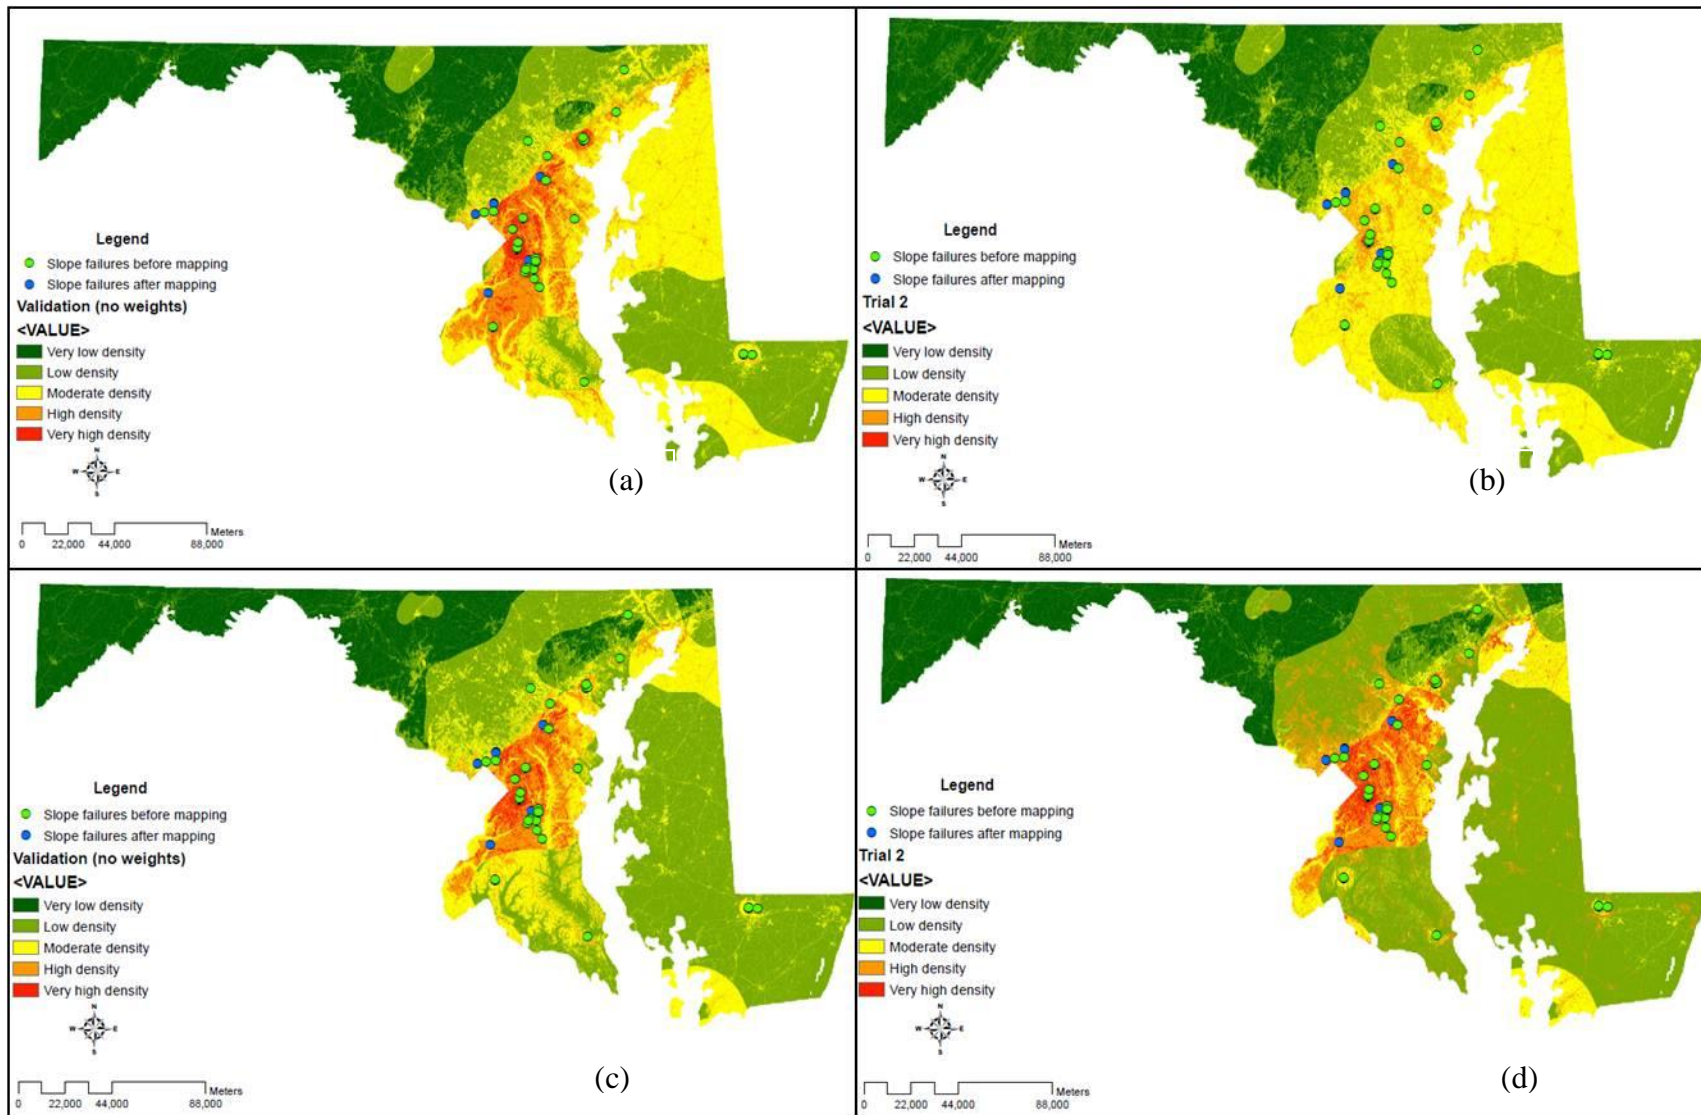 Legend
Slope failures before mapping
Slope failures after mapping
Validation (no weights)
<VALUE>
Very low density
Low density
Moderate density
High density
Very high density
N
W E
S
(a)
Meters
0 22,000 44,000 88,000
Legend
Slope failures before mapping
Slope failures after mapping
Trial 2
<VALUE>
Very low density
Low density
Moderate density
High density
Very high density
N
W E
S
(b)
Meters
0 22,000 44,000 88,000
Legend
Slope failures before mapping
Slope failures after mapping
Validation (no weights)
<VALUE>
Very low density
Low density
Moderate density
High density
Very high density
N
W E
S
(c)
Meters
0 22,000 44,000 88,000
Legend
Slope failures before mapping
Slope failures after mapping
Trial 2
<VALUE>
Very low density
Low density
Moderate density
High density
Very high density
N
W E
S
(d)
Meters
0 22,000 44,000 88,000